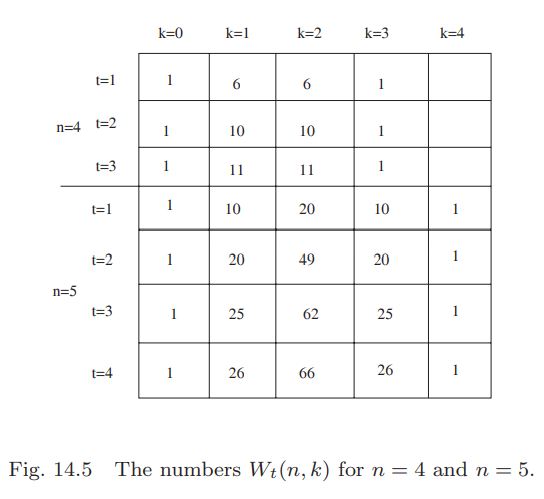 k=0 k=1 k=2 k=3 k=4
t=1 1 6 6 1
n=4 t=2 1 10 10 1
t=3 1 11 11 1
t=1 1 10 20 10 1
t=2 1 20 49 20 1
n=5
t=3 1 25 62 25 1
t=4 1 26 66 26 1
Fig. 14.5 The numbers Wₜ(n, k) for n = 4 and n = 5.